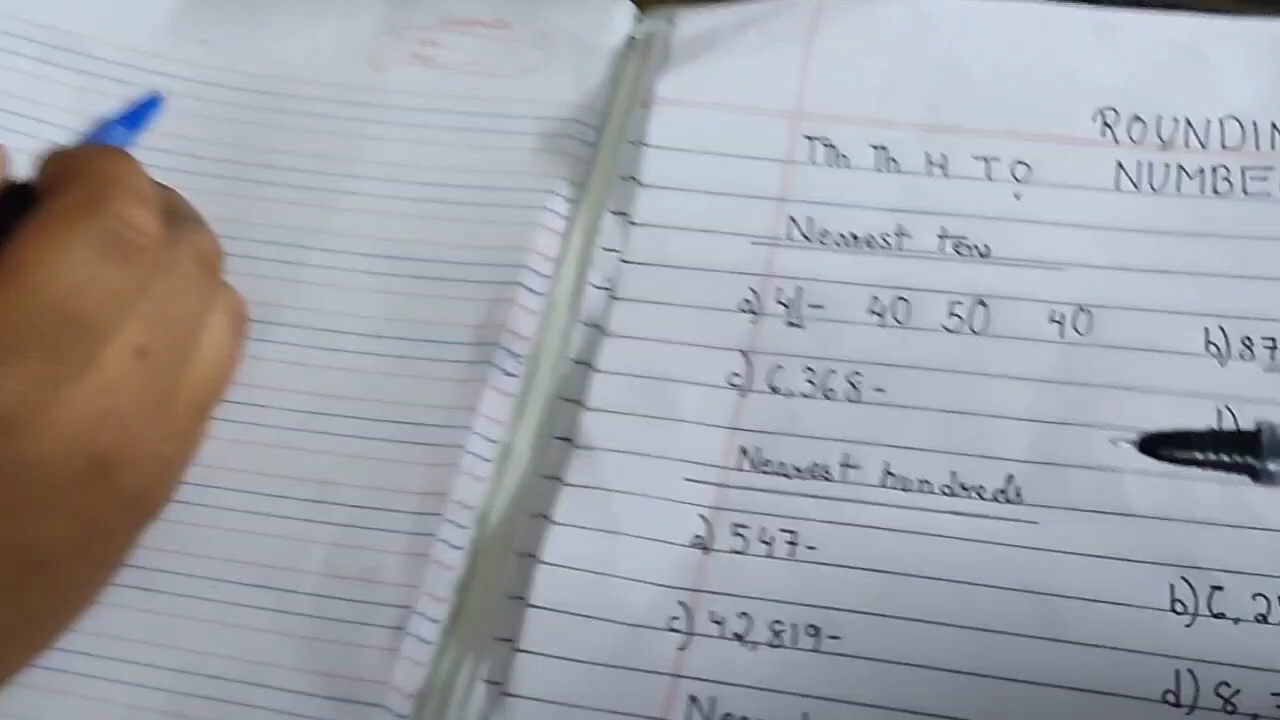 ROUNDIN
Tth Th H T O NUMBE
Nearest ten
a) 41- 40 50 40 b) 87
c) 6,368-
Nearest hundreds
a) 547-
b) 6,2
c) 42,819-
d) 8,